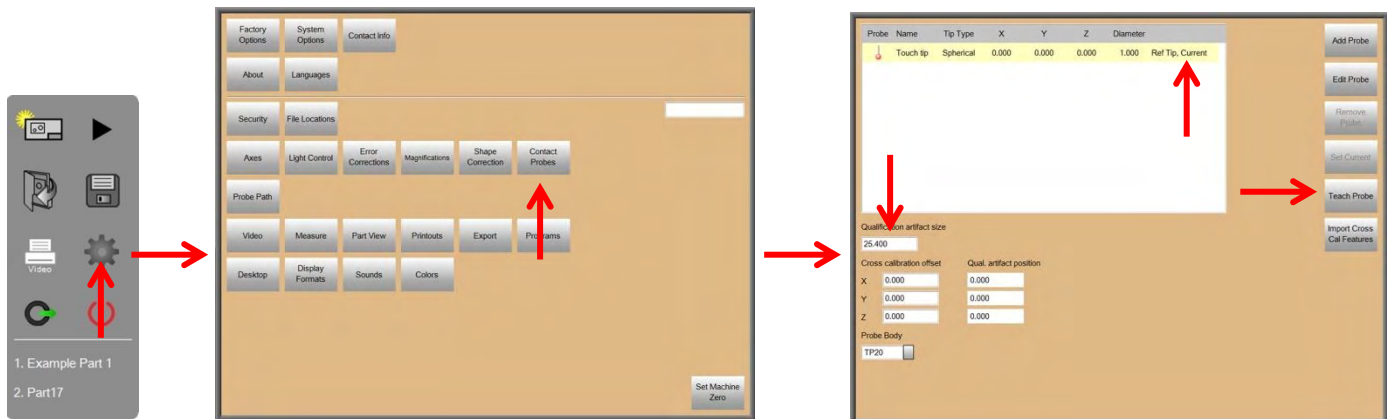 Video
1. Example Part 1
2. Part17
Factory Options
System Options
Contact Info
About
Languages
Security
File Locations
Axes
Light Control
Error Corrections
Magnifications
Shape Correction
Contact Probes
Probe Path
Video
Measure
Part View
Printouts
Export
Programs
Desktop
Display Formats
Sounds
Colors
Set Machine Zero
Probe Name Tip Type X Y Z Diameter
Touch tip Spherical 0.000 0.000 0.000 1.000 Ref Tip, Current
Add Probe
Edit Probe
Remove Probe
Set Current
Teach Probe
Import Cross Cal Features
Qualification artifact size
25.400
Cross calibration offset Qual. artifact position
X 0.000 0.000
Y 0.000 0.000
Z 0.000 0.000
Probe Body
TP20